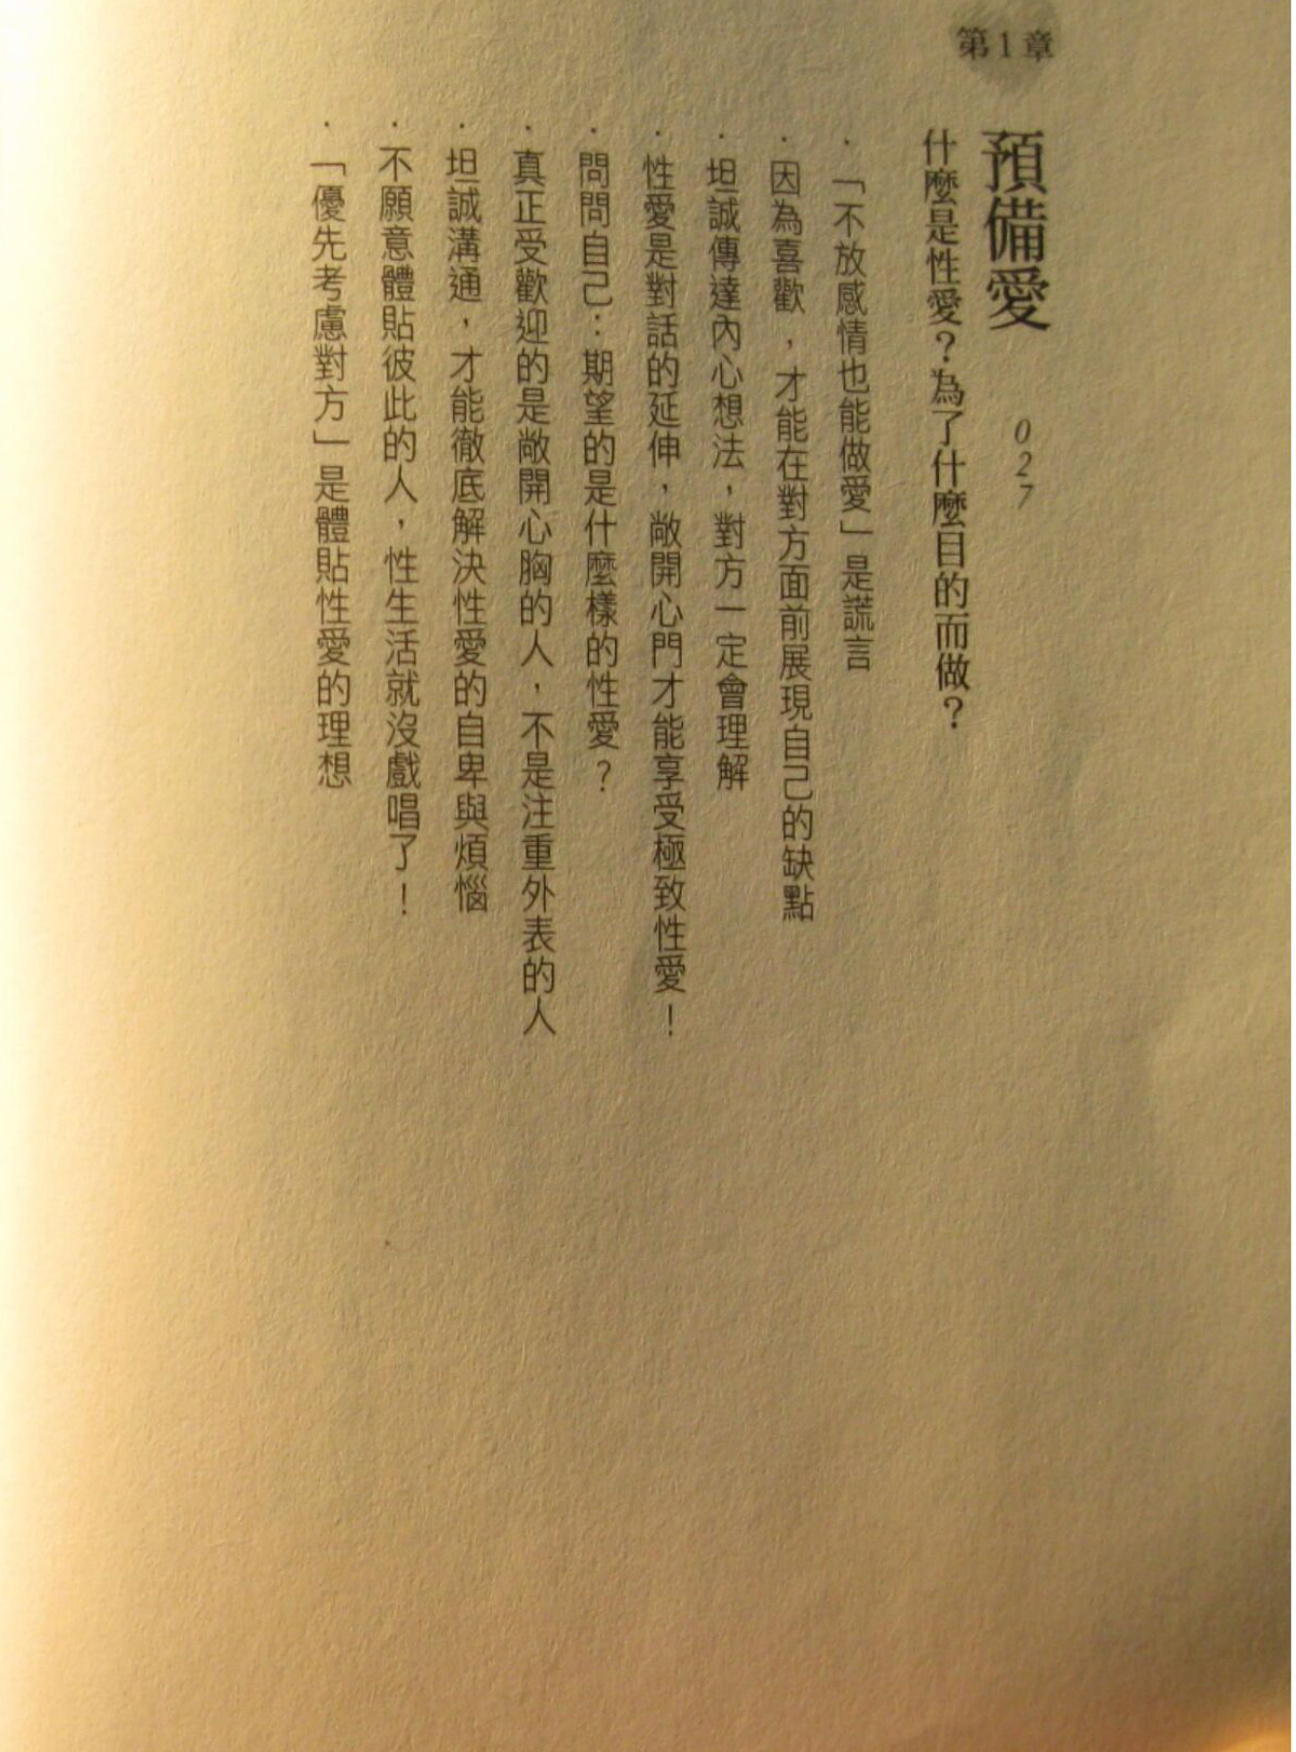 第1章
預備愛 027
什麼是性愛？為了什麼目的而做？
・「不放感情也能做愛」是謊言
・因為喜歡，才能在對方面前展現自己的缺點
・坦誠傳達內心想法，對方一定會理解
・性愛是對話的延伸，敞開心門才能享受極致性愛！
・問問自己：期望的是什麼樣的性愛？
・真正受歡迎的是敞開心胸的人，不是注重外表的人
・坦誠溝通，才能徹底解決性愛的自卑與煩惱
・不願意體貼彼此的人，性生活就沒戲唱了！
・「優先考慮對方」是體貼性愛的理想